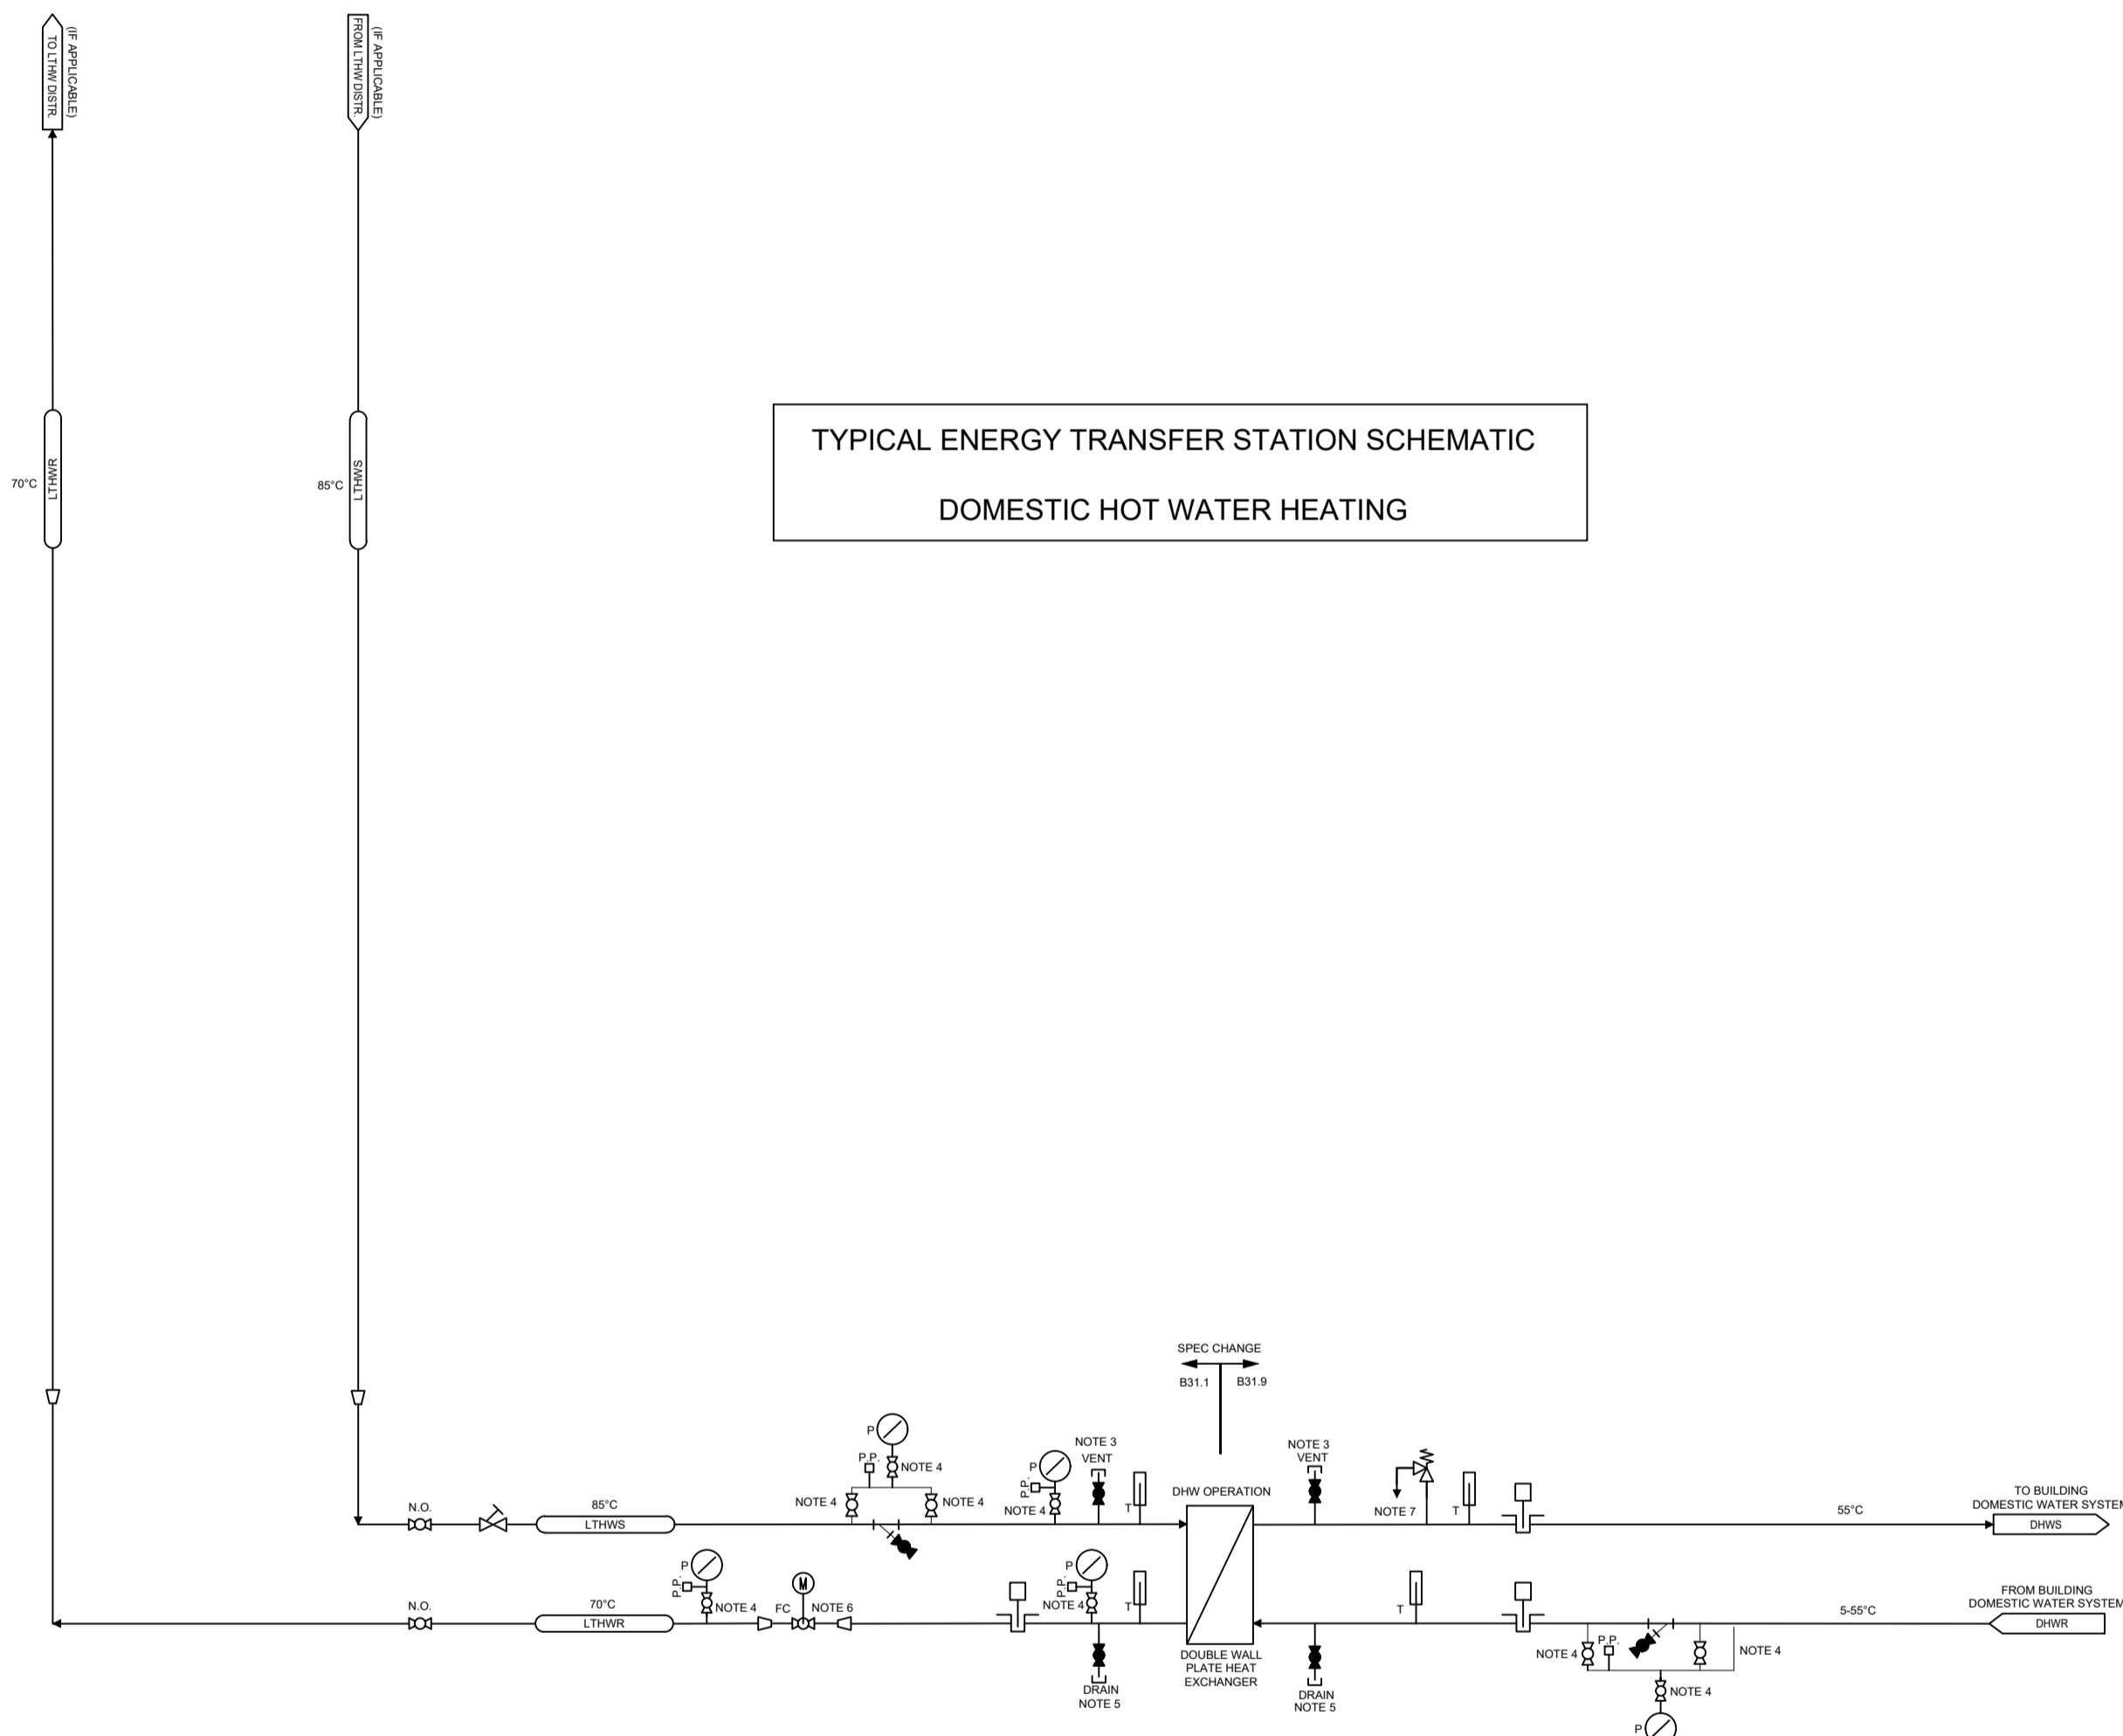 (IF APPLICABLE)
TO LTHW DISTR.
(IF APPLICABLE)
FROM LTHW DISTR.
TYPICAL ENERGY TRANSFER STATION SCHEMATIC
DOMESTIC HOT WATER HEATING
70°C
LTHWR
85°C
LTHWS
SPEC CHANGE
B31.1
B31.9
P
P.P.
NOTE 4
NOTE 4
NOTE 4
P
P.P.
NOTE 4
NOTE 3
VENT
T
DHW OPERATION
NOTE 3
VENT
NOTE 7
T
N.O.
85°C
LTHWS
55°C
TO BUILDING
DOMESTIC WATER SYSTEM
DHWS
N.O.
70°C
LTHWR
P
P.P.
NOTE 4
FC
M
NOTE 6
P
P.P.
NOTE 4
T
T
5-55°C
FROM BUILDING
DOMESTIC WATER SYSTEM
DHWR
DOUBLE WALL
PLATE HEAT
EXCHANGER
DRAIN
NOTE 5
DRAIN
NOTE 5
NOTE 4
P.P.
NOTE 4
NOTE 4
P